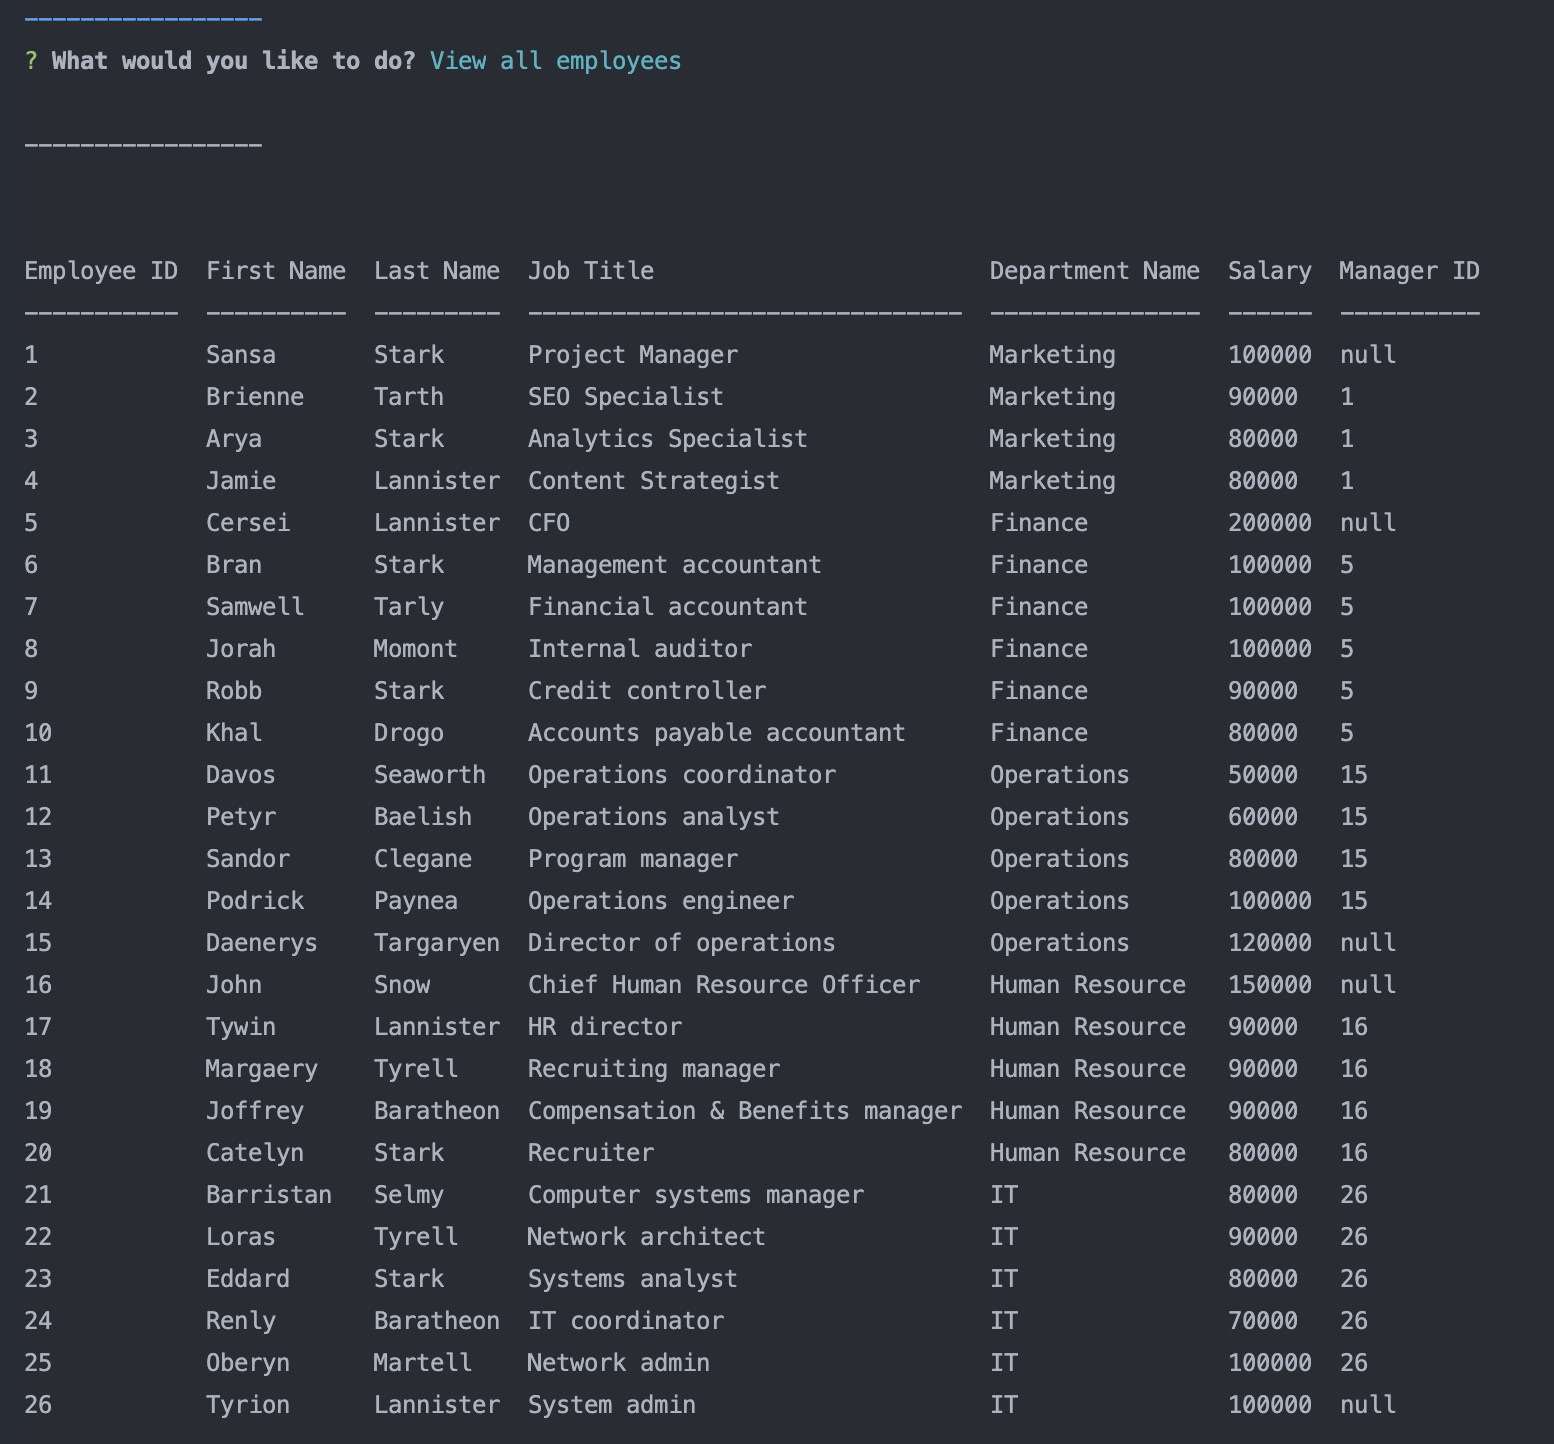 -----------------
? What would you like to do? View all employees
-----------------
Employee ID  First Name  Last Name  Job Title                        Department Name  Salary  Manager ID
-----------  ----------  ---------  -------------------------------  ---------------  ------  ----------
1            Sansa       Stark      Project Manager                  Marketing        100000  null
2            Brienne     Tarth      SEO Specialist                   Marketing        90000   1
3            Arya        Stark      Analytics Specialist             Marketing        80000   1
4            Jamie       Lannister  Content Strategist               Marketing        80000   1
5            Cersei      Lannister  CFO                              Finance          200000  null
6            Bran        Stark      Management accountant            Finance          100000  5
7            Samwell     Tarly      Financial accountant             Finance          100000  5
8            Jorah       Momont     Internal auditor                 Finance          100000  5
9            Robb        Stark      Credit controller                Finance          90000   5
10           Khal        Drogo      Accounts payable accountant      Finance          80000   5
11           Davos       Seaworth   Operations coordinator           Operations       50000   15
12           Petyr       Baelish    Operations analyst               Operations       60000   15
13           Sandor      Clegane    Program manager                  Operations       80000   15
14           Podrick     Paynea     Operations engineer              Operations       100000  15
15           Daenerys    Targaryen  Director of operations           Operations       120000  null
16           John        Snow       Chief Human Resource Officer     Human Resource   150000  null
17           Tywin       Lannister  HR director                      Human Resource   90000   16
18           Margaery    Tyrell     Recruiting manager               Human Resource   90000   16
19           Joffrey     Baratheon  Compensation & Benefits manager  Human Resource   90000   16
20           Catelyn     Stark      Recruiter                        Human Resource   80000   16
21           Barristan   Selmy      Computer systems manager         IT               80000   26
22           Loras       Tyrell     Network architect                IT               90000   26
23           Eddard      Stark      Systems analyst                  IT               80000   26
24           Renly       Baratheon  IT coordinator                   IT               70000   26
25           Oberyn      Martell    Network admin                    IT               100000  26
26           Tyrion      Lannister  System admin                     IT               100000  null